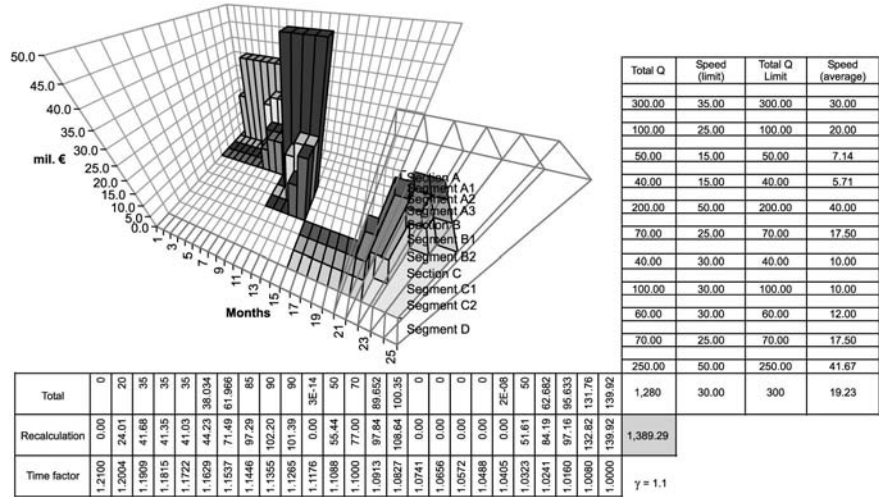 50.0
45.0
40.0
35.0
30.0
25.0
20.0
15.0
10.0
5.0
0.0
mil. €
1 3 5 7 9 11 13 15 17 19 21 23 25
Months
Section A
Segment A1
Segment A2
Segment A3
Section B
Segment B1
Segment B2
Section C
Segment C1
Segment C2
Segment D
Total Q Speed (limit) Total Q Limit Speed (average)
300.00 35.00 300.00 30.00
100.00 25.00 100.00 20.00
50.00 15.00 50.00 7.14
40.00 15.00 40.00 5.71
200.00 50.00 200.00 40.00
70.00 25.00 70.00 17.50
40.00 30.00 40.00 10.00
100.00 30.00 100.00 10.00
60.00 30.00 60.00 12.00
70.00 25.00 70.00 17.50
250.00 50.00 250.00 41.67
Total 0 20 35 35 35 38.034 61.966 85 90 90 3E-14 50 70 89.652 100.35 0 0 0 0 2E-08 50 62.682 95.633 131.76 139.92 1,280 30.00 300 19.23
Recalculation 0.00 24.01 41.68 41.35 41.03 44.23 71.49 97.29 102.20 101.39 0.00 55.44 77.00 97.84 108.64 0.00 0.00 0.00 0.00 0.00 51.61 64.19 97.16 132.82 139.92 1,389.29
Time factor 1.2100 1.2004 1.1909 1.1815 1.1722 1.1629 1.1537 1.1446 1.1355 1.1265 1.1176 1.1088 1.1000 1.0913 1.0827 1.0741 1.0656 1.0572 1.0488 1.0405 1.0323 1.0241 1.0160 1.0080 1.0000 γ = 1.1